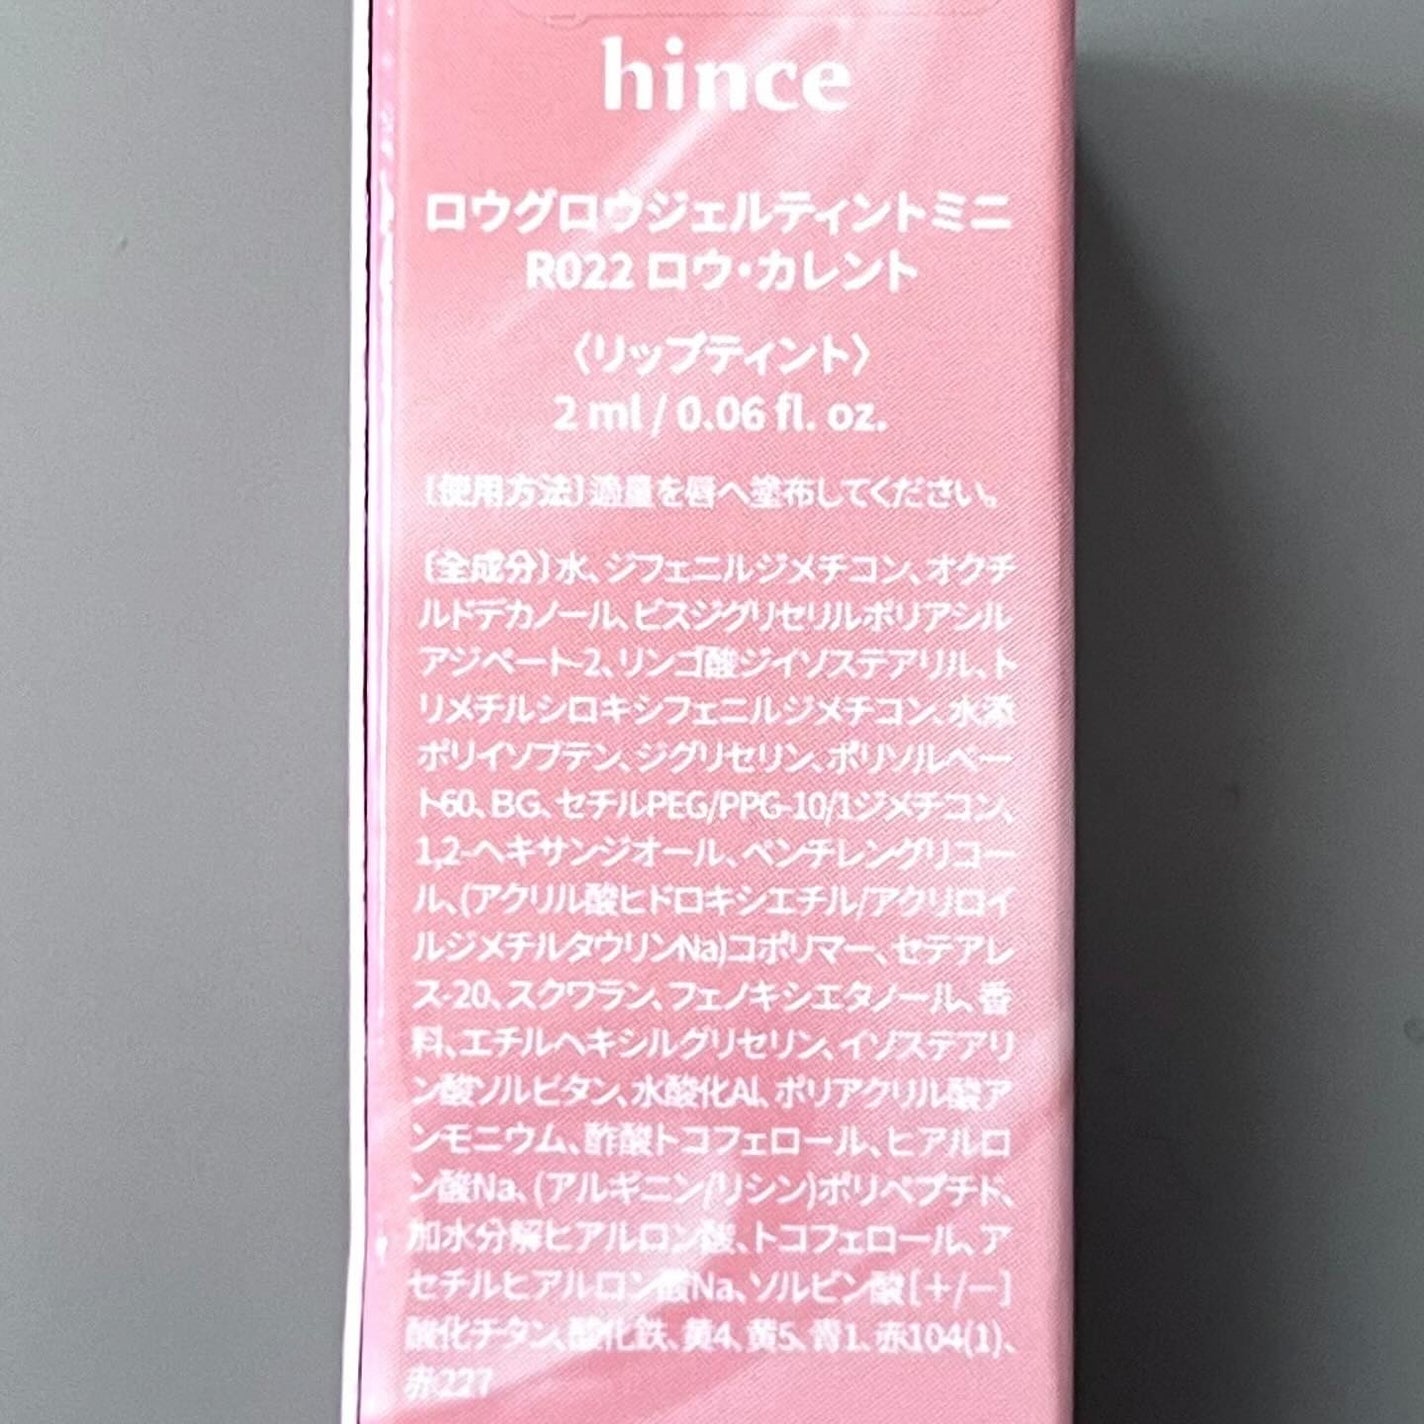 hince
ロウグロウジェルティントミニ
R022 ロウ・カレント
〈リップティント〉
2 ml / 0.06 fl. oz.
〔使用方法〕適量を唇へ塗布してください。
〔全成分〕水、ジフェニルジメチコン、オクチ
ルドデカノール、ビスジグリセリルポリアシル
アジペート-2、リンゴ酸ジイソステアリル、ト
リメチルシロキシフェニルジメチコン、水添
ポリイソブテン、ジグリセリン、ポリソルベー
ト60、BG、セチルPEG/PPG-10/1ジメチコン、
1,2-ヘキサンジオール、ペンチレングリコー
ル、(アクリル酸ヒドロキシエチル/アクリロイ
ルジメチルタウリンNa)コポリマー、セテアレ
ス-20、スクワラン、フェノキシエタノール、香
料、エチルヘキシルグリセリン、イソステアリ
ン酸ソルビタン、水酸化Al、ポリアクリル酸ア
ンモニウム、酢酸トコフェロール、ヒアルロ
ン酸Na、(アルギニン/リシン)ポリペプチド、
加水分解ヒアルロン酸、トコフェロール、ア
セチルヒアルロン酸Na、ソルビン酸[+/−]
酸化チタン、酸化鉄、黄4、黄5、青1、赤104(1)、
赤227